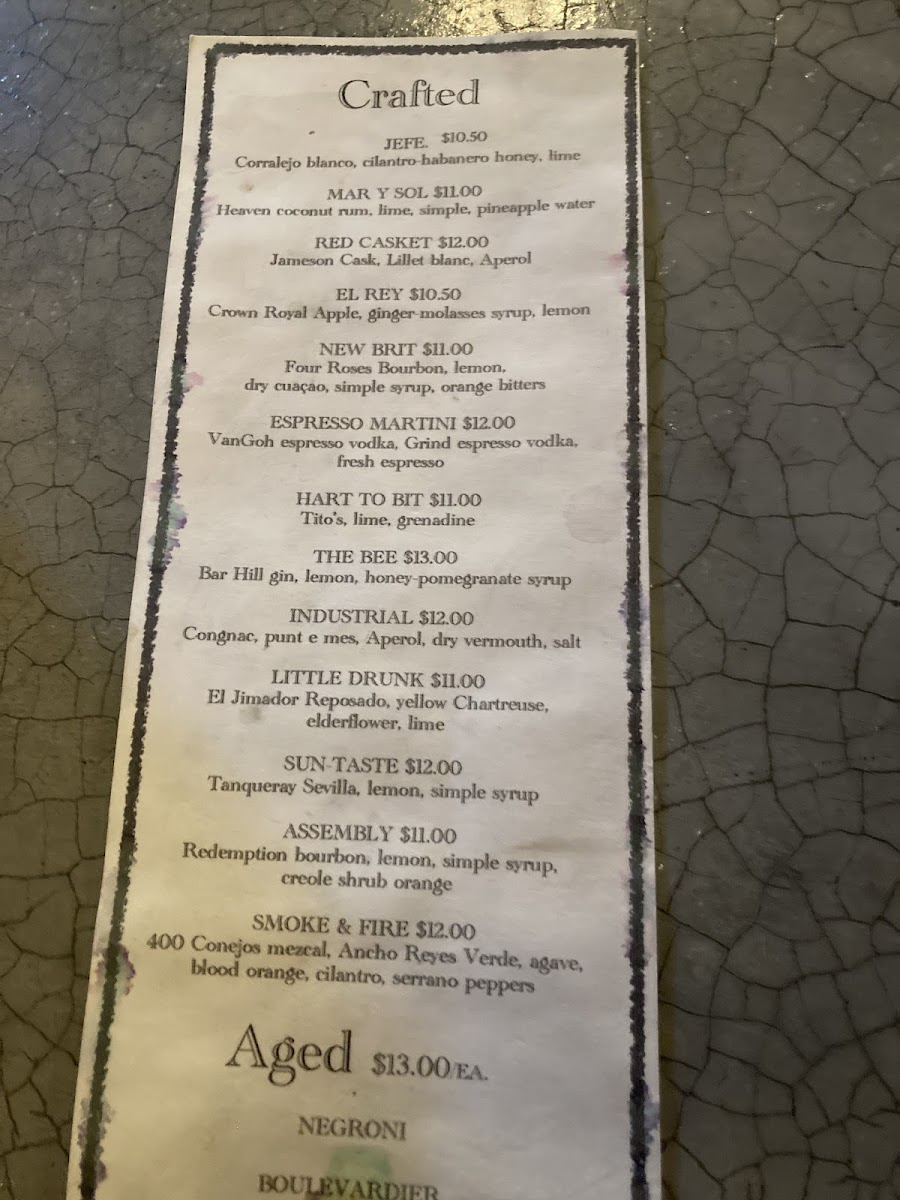 Crafted
JEFE. $10.50
Corralejo blanco, cilantro-habanero honey, lime
MAR Y SOL $11.00
Heaven coconut rum, lime, simple, pineapple water
RED CASKET $12.00
Jameson Cask, Lillet blanc, Aperol
EL REY $10.50
Crown Royal Apple, ginger-molasses syrup, lemon
NEW BRIT $11.00
Four Roses Bourbon, lemon,
dry cuaçao, simple syrup, orange bitters
ESPRESSO MARTINI $12.00
VanGoh espresso vodka, Grind espresso vodka,
fresh espresso
HART TO BIT $11.00
Tito's, lime, grenadine
THE BEE $13.00
Bar Hill gin, lemon, honey-pomegranate syrup
INDUSTRIAL $12.00
Congnac, punt e mes, Aperol, dry vermouth, salt
LITTLE DRUNK $11.00
El Jimador Reposado, yellow Chartreuse,
elderflower, lime
SUN-TASTE $12.00
Tanqueray Sevilla, lemon, simple syrup
ASSEMBLY $11.00
Redemption bourbon, lemon, simple syrup,
creole shrub orange
SMOKE & FIRE $12.00
400 Conejos mezcal, Ancho Reyes Verde, agave,
blood orange, cilantro, serrano peppers
Aged $13.00/EA.
NEGRONI
BOULEVARDIER